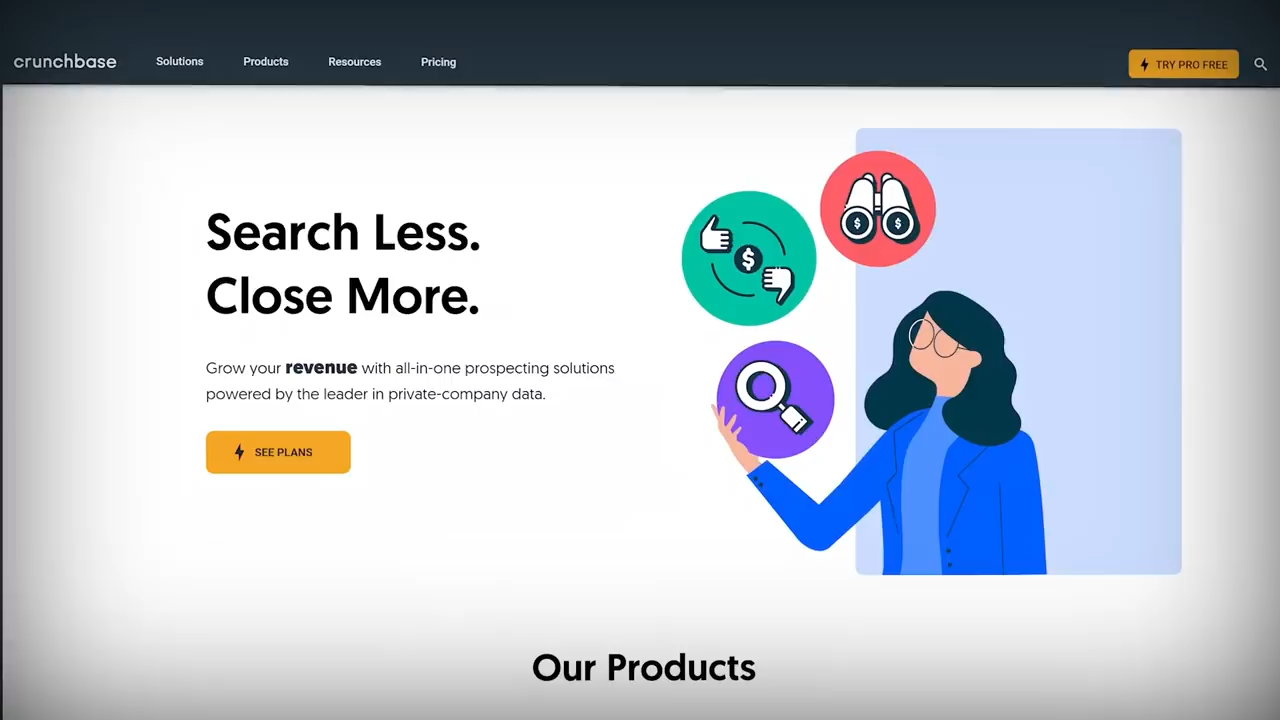 crunchbase
Solutions
Products
Resources
Pricing
TRY PRO FREE
Search Less.
Close More.
Grow your revenue with all-in-one prospecting solutions
powered by the leader in private-company data.
SEE PLANS
$
$ $
Our Products